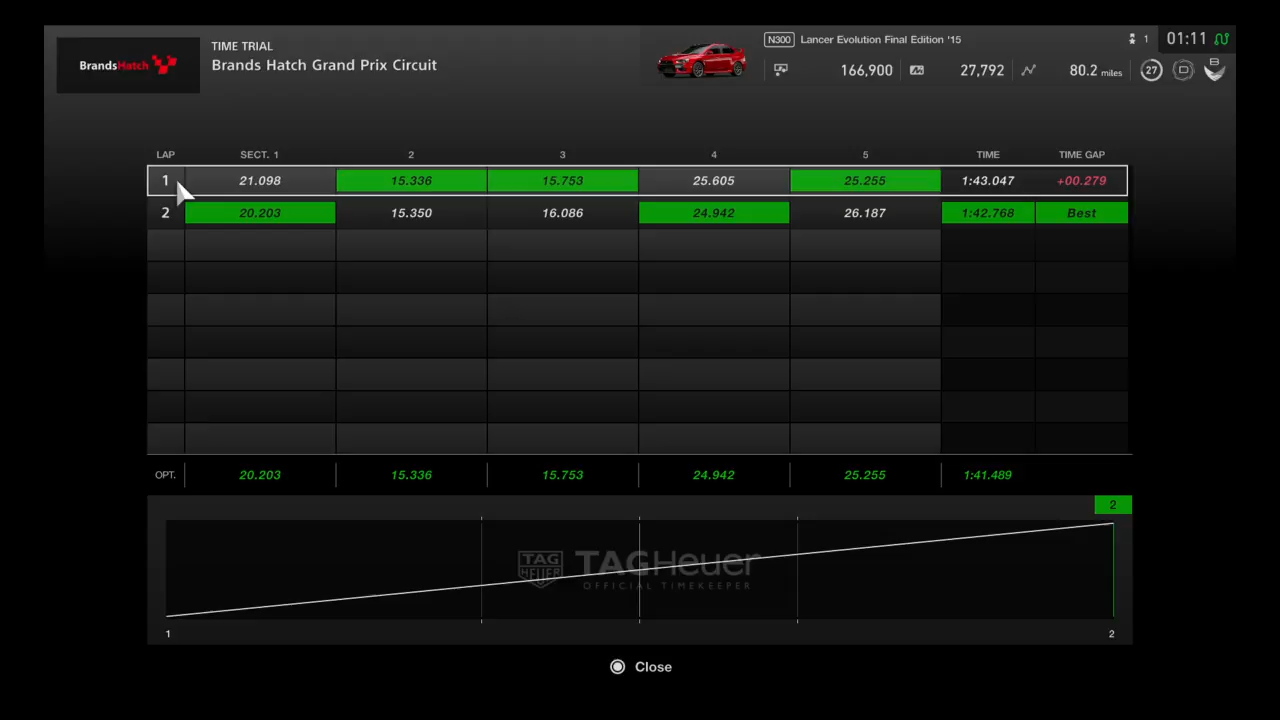 BrandsHatch
TIME TRIAL
Brands Hatch Grand Prix Circuit
N300 Lancer Evolution Final Edition '15
1 01:11
166,900 27,792 80.2 miles 27 D B
LAP SECT. 1 2 3 4 5 TIME TIME GAP
1 21.098 15.336 15.753 25.605 25.255 1:43.047 +00.279
2 20.203 15.350 16.086 24.942 26.187 1:42.768 Best
OPT. 20.203 15.336 15.753 24.942 25.255 1:41.489
2
TAG HEUER TAGHeuer
OFFICIAL TIMEKEEPER
1 2
Close